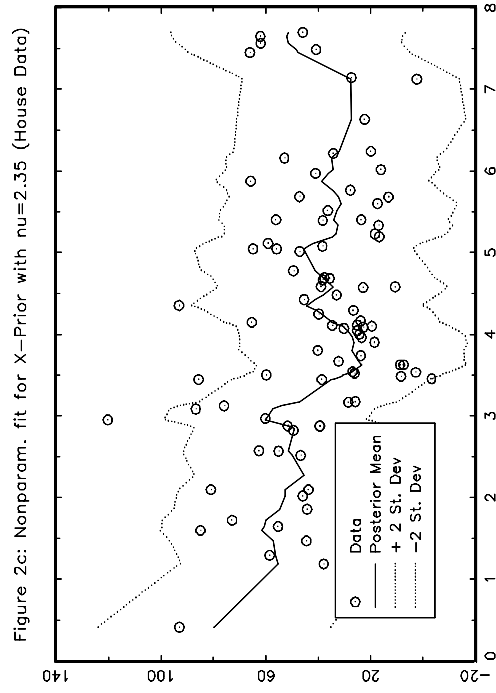 Figure 2c: Nonparam. fit for X-Prior with nu=2.35 (House Data)
140
100
60
20
-20
0
1
2
3
4
5
6
7
8
Data
Posterior Mean
+ 2 St. Dev
-2 St. Dev